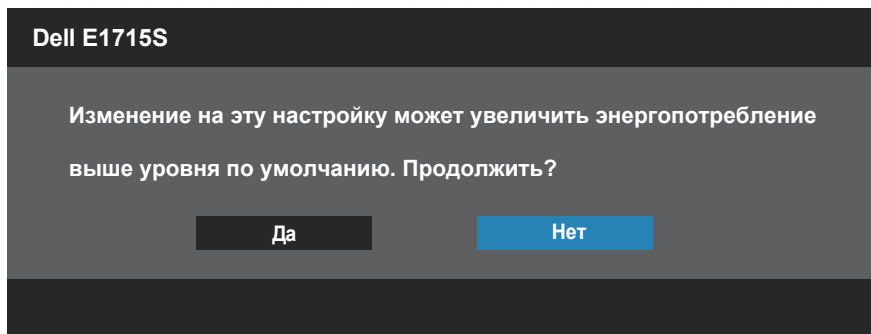 Dell E1715S
Изменение на эту настройку может увеличить энергопотребление
выше уровня по умолчанию. Продолжить?
Да Нет